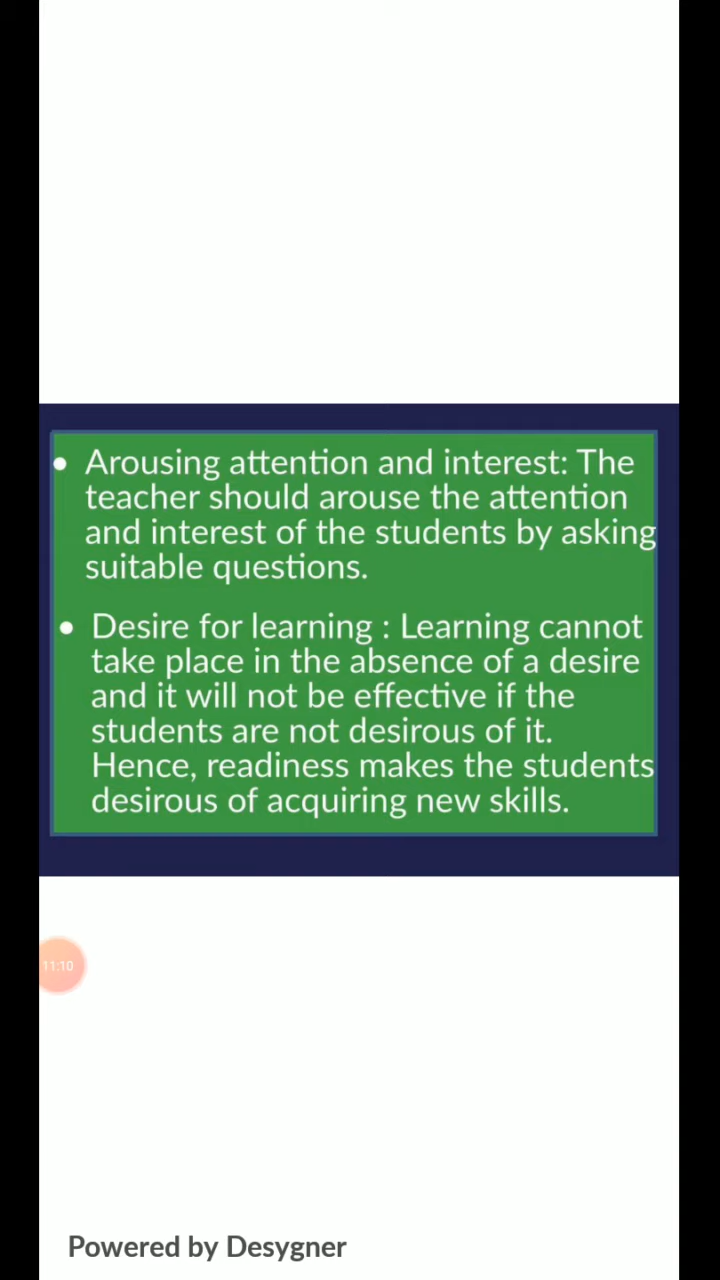 • Arousing attention and interest: The
teacher should arouse the attention
and interest of the students by asking
suitable questions.
• Desire for learning : Learning cannot
take place in the absence of a desire
and it will not be effective if the
students are not desirous of it.
Hence, readiness makes the students
desirous of acquiring new skills.
11:10
Powered by Desygner